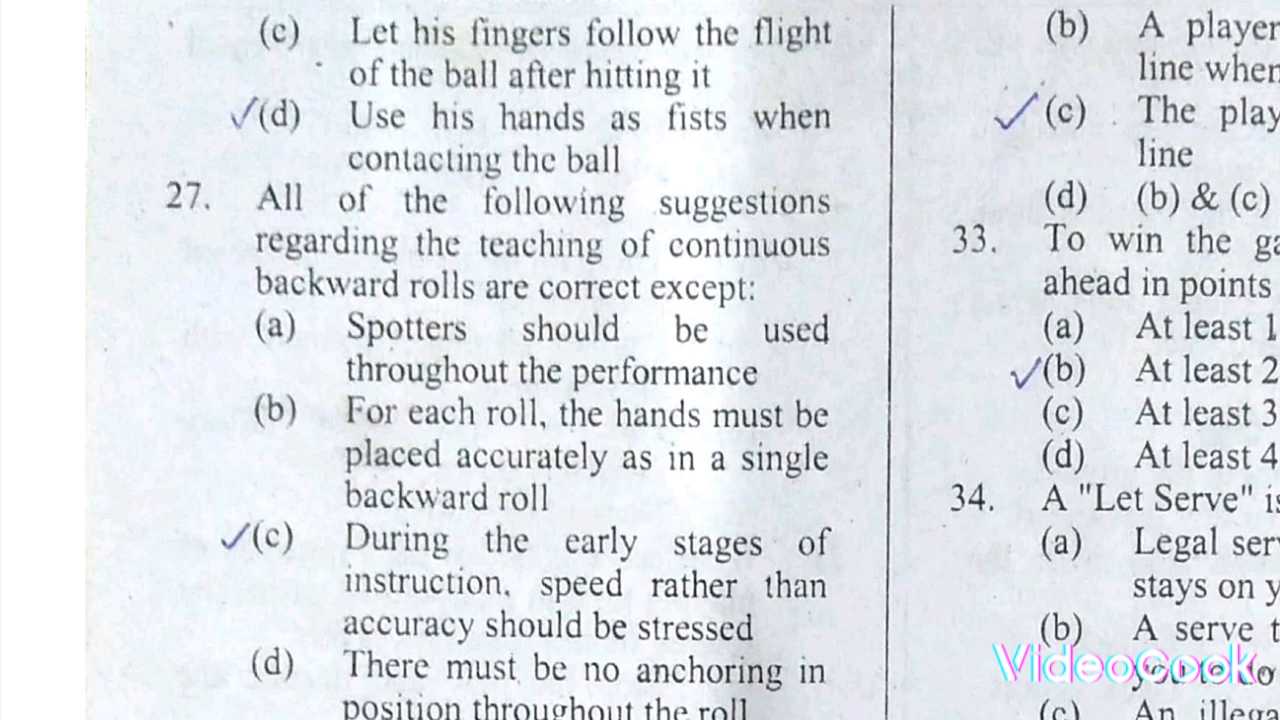 (c) Let his fingers follow the flight
of the ball after hitting it
✓(d) Use his hands as fists when
contacting the ball
27. All of the following suggestions
regarding the teaching of continuous
backward rolls are correct except:
(a) Spotters should be used
throughout the performance
(b) For each roll, the hands must be
placed accurately as in a single
backward roll
✓(c) During the early stages of
instruction, speed rather than
accuracy should be stressed
(d) There must be no anchoring in
position throughout the roll
(b) A player
line when
✓(c) The play
line
(d) (b) & (c)
33. To win the ga
ahead in points
(a) At least 1
✓(b) At least 2
(c) At least 3
(d) At least 4
34. A "Let Serve" is
(a) Legal serv
stays on y
(b) A serve t
you to do
(c) An illega
VideoCook